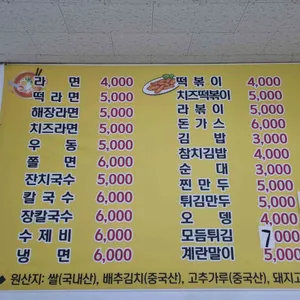 라면 4,000
떡라면 5,000
해장라면 5,000
치즈라면 5,000
우동 5,000
쫄면 6,000
잔치국수 5,000
칼국수 6,000
장칼국수 6,000
수제비 6,000
냉면 6,000
떡볶이 4,000
치즈떡볶이 5,000
라볶이 5,000
돈가스 6,000
김밥 3,000
참치김밥 4,000
순대 3,000
찐만두 5,000
튀김만두 5,000
오뎅 4,000
모듬튀김 7,000
계란말이 5,000
◆ 원산지: 쌀(국내산), 배추김치(중국산), 고추가루(중국산), 돼지고